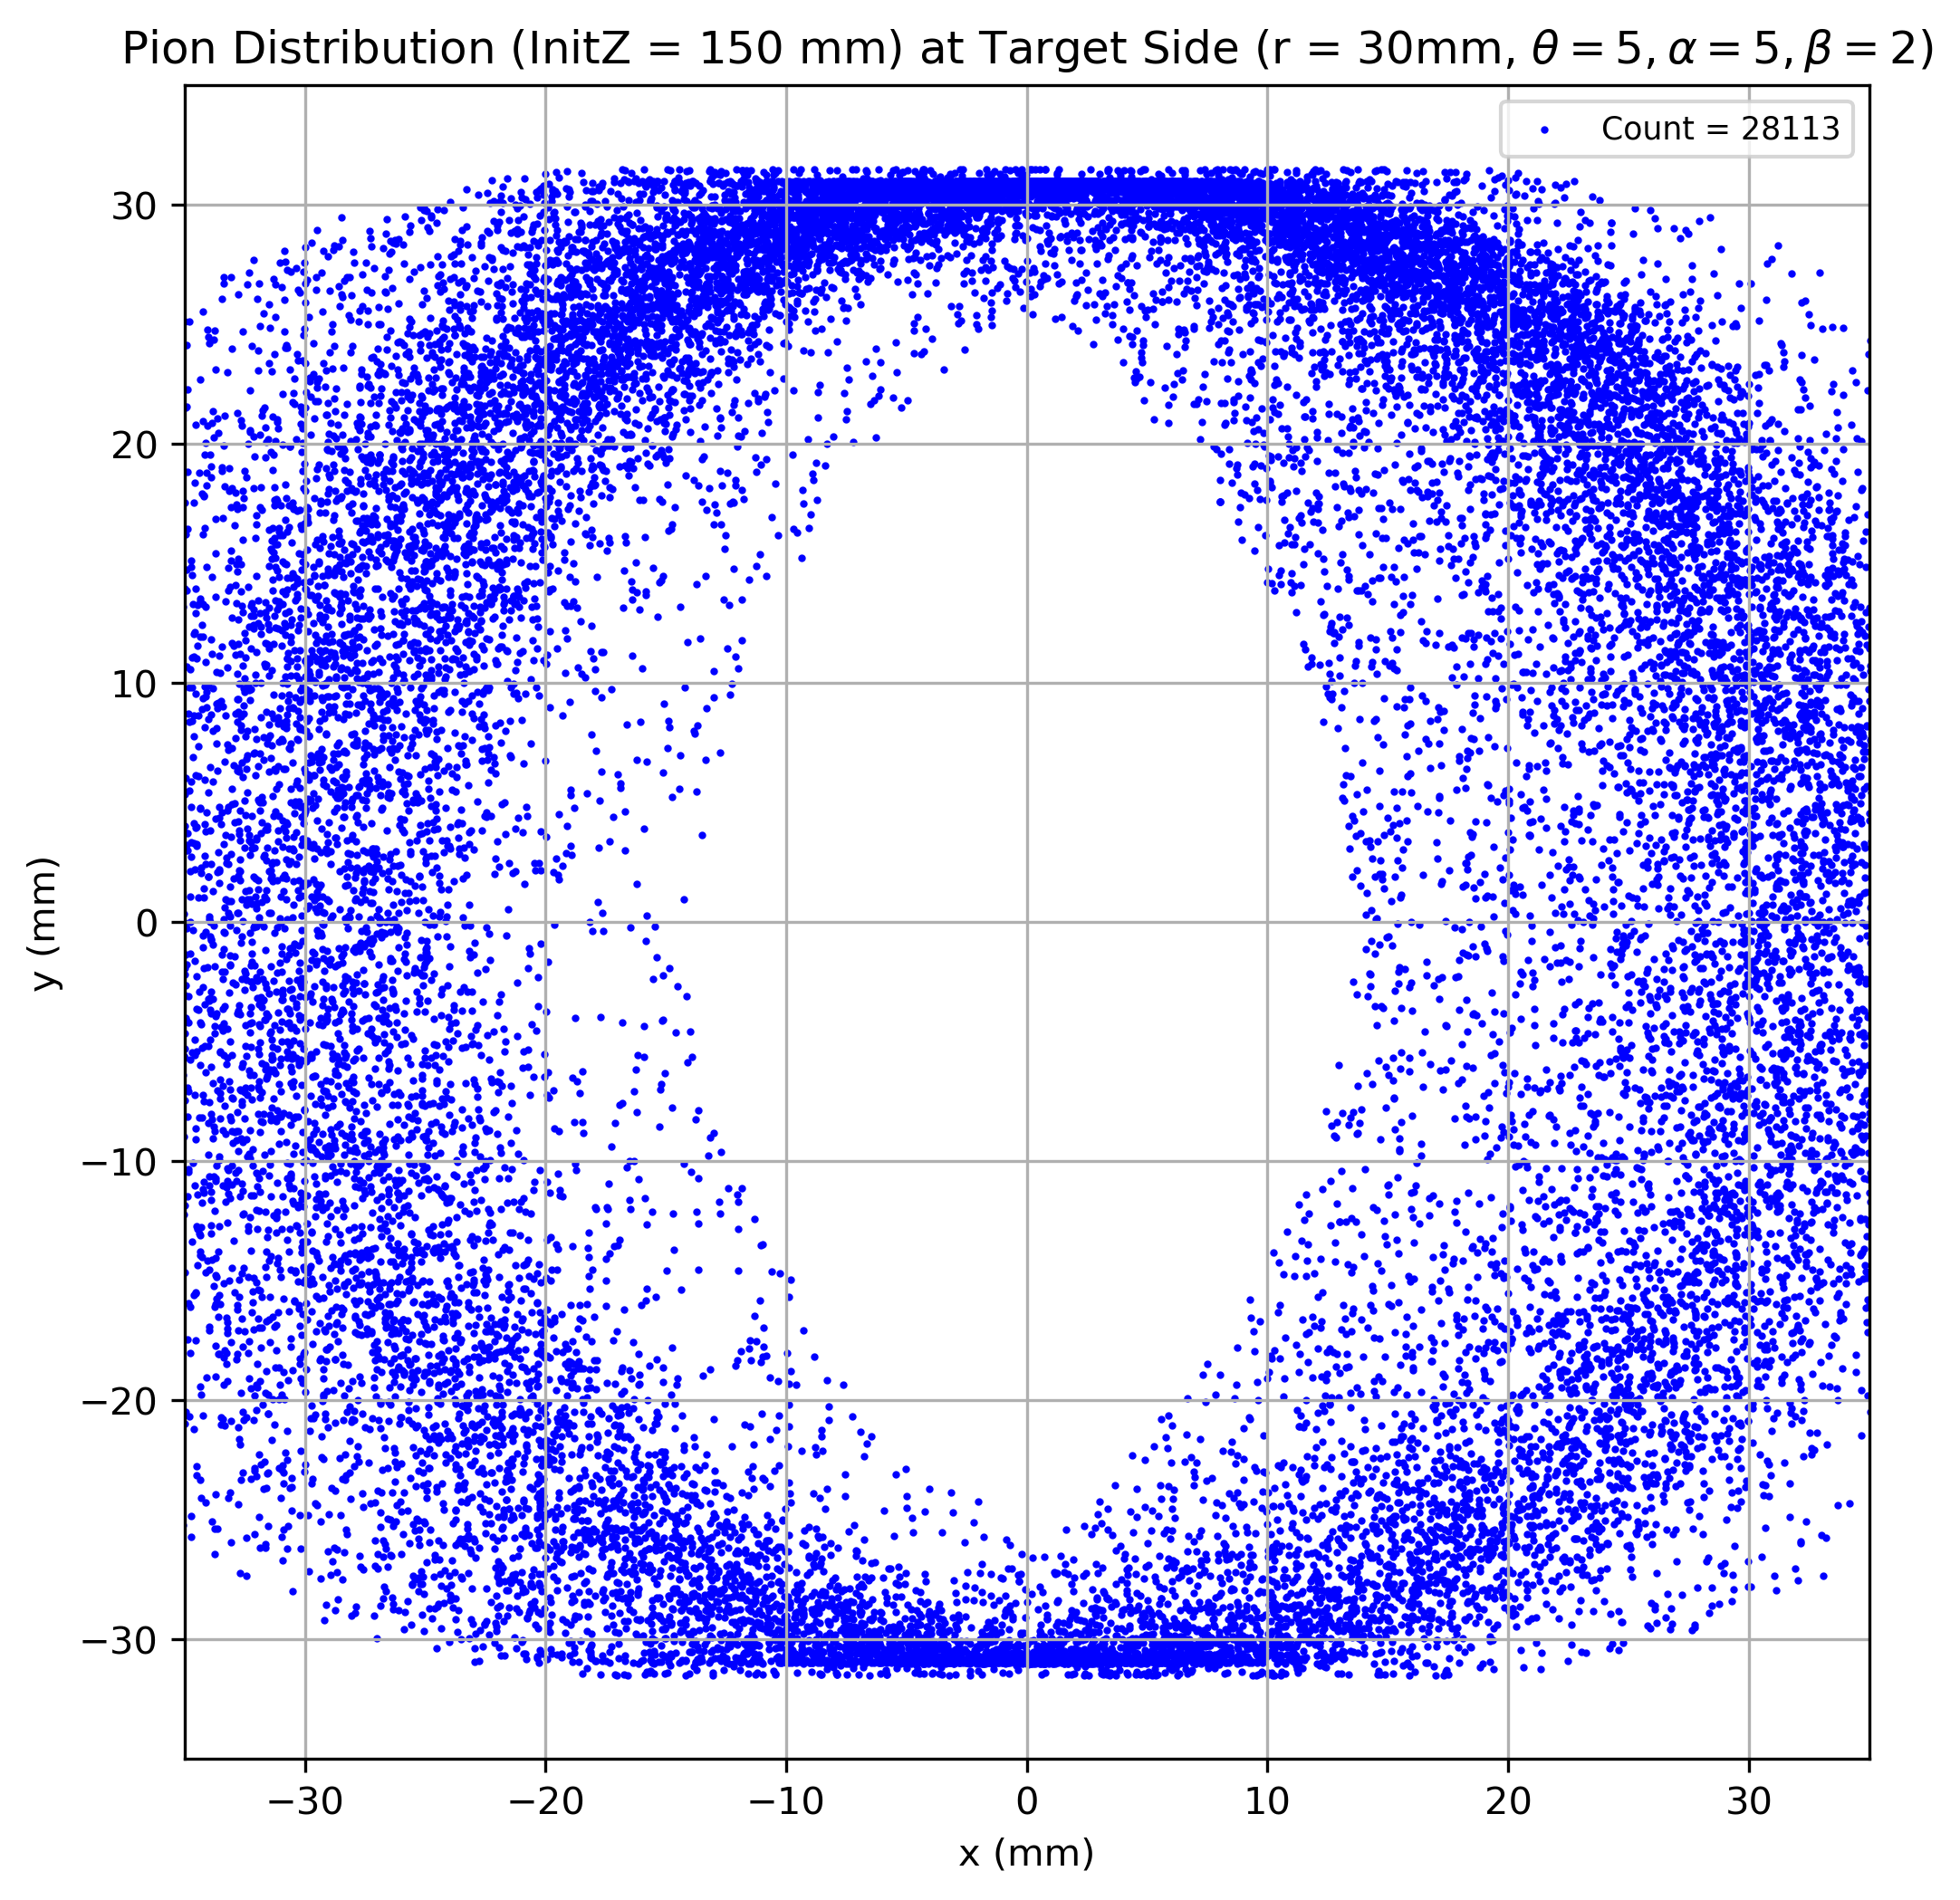 Pion Distribution (InitZ = 150 mm) at Target Side (r = 30mm, θ = 5, α = 5, β = 2)
Count = 28113
30
20
10
0
−10
−20
−30
y (mm)
−30 −20 −10 0 10 20 30
x (mm)